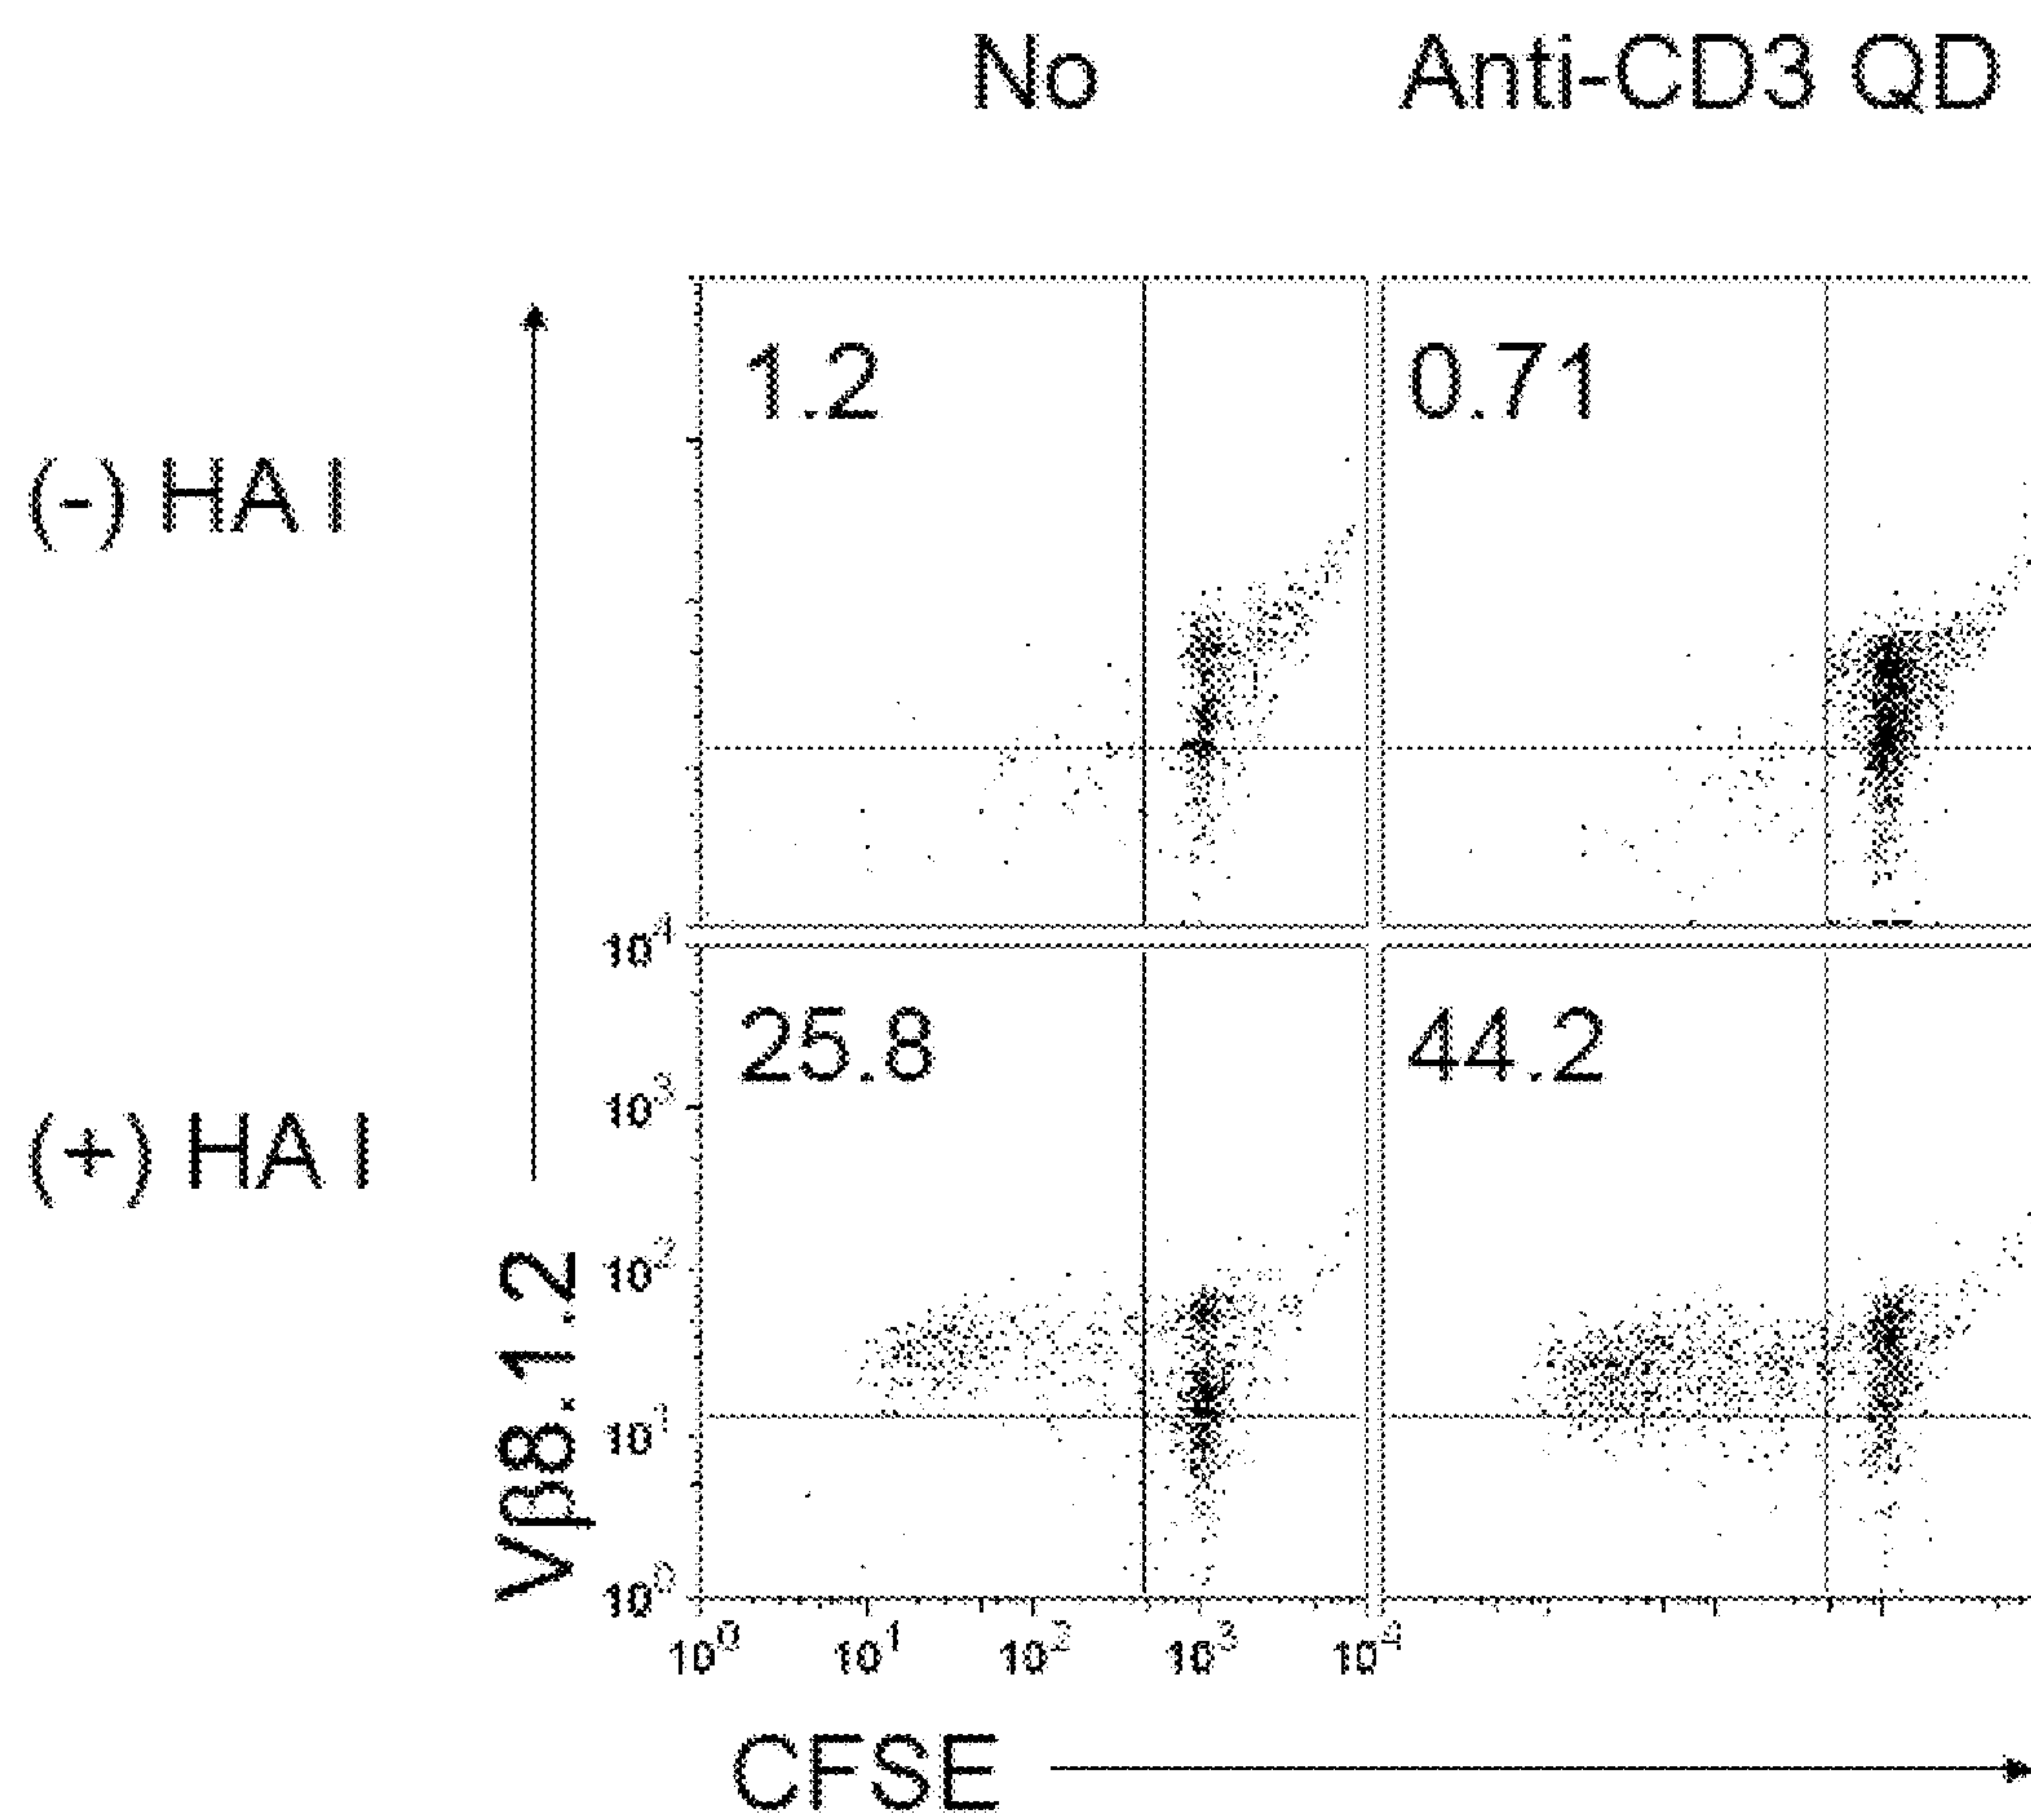 No Anti-CD3 QD
(-) HA I
1.2 0.71
(+) HA I
25.8 44.2
Vβ8.1.2
10⁴
10³
10²
10¹
10⁰
10⁰ 10¹ 10² 10³ 10⁴
CFSE